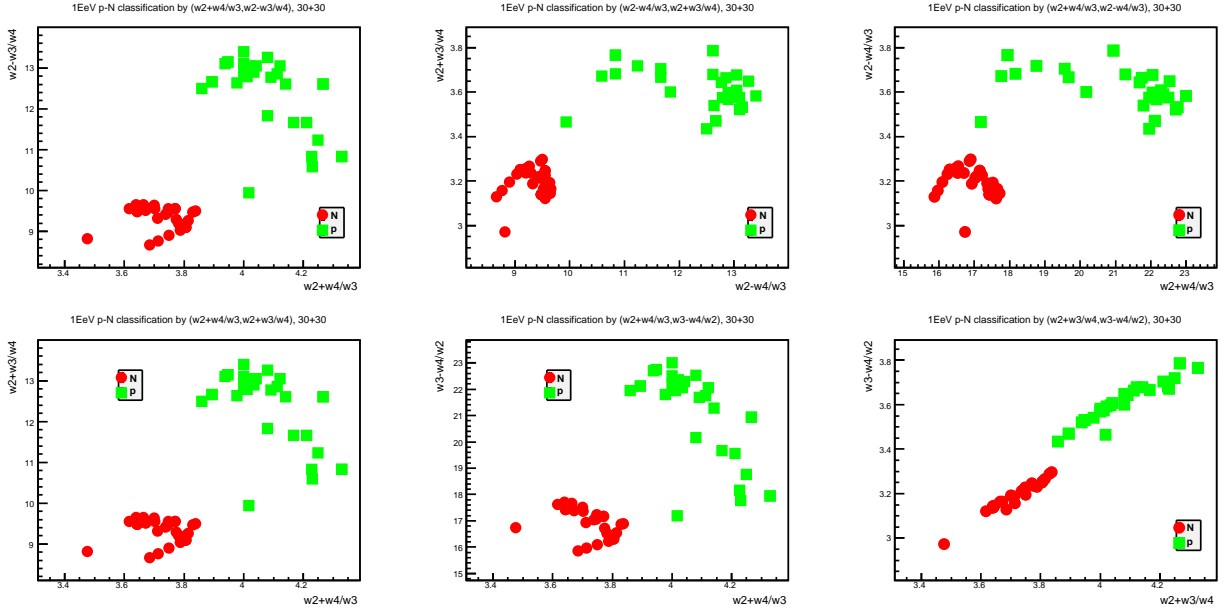 1EeV p-N classification by (w2+w4/w3,w2-w3/w4), 30+30
w2-w3/w4
13
12
11
10
9
3.4
3.6
3.8
4
4.2
w2+w4/w3
N
p
1EeV p-N classification by (w2-w4/w3,w2+w3/w4), 30+30
w2+w3/w4
3.8
3.6
3.4
3.2
3
9
10
11
12
13
w2-w4/w3
N
p
1EeV p-N classification by (w2+w4/w3,w2-w4/w3), 30+30
w2-w4/w3
3.8
3.6
3.4
3.2
3
15
16
17
18
19
20
21
22
23
w2+w4/w3
N
p
1EeV p-N classification by (w2+w4/w3,w2+w3/w4), 30+30
w2+w3/w4
13
12
11
10
9
3.4
3.6
3.8
4
4.2
w2+w4/w3
N
p
1EeV p-N classification by (w2+w4/w3,w3-w4/w2), 30+30
w3-w4/w2
23
22
21
20
19
18
17
16
15
3.4
3.6
3.8
4
4.2
w2+w4/w3
N
p
1EeV p-N classification by (w2+w3/w4,w3-w4/w2), 30+30
w3-w4/w2
3.8
3.6
3.4
3.2
3
3.4
3.6
3.8
4
4.2
w2+w3/w4
N
p